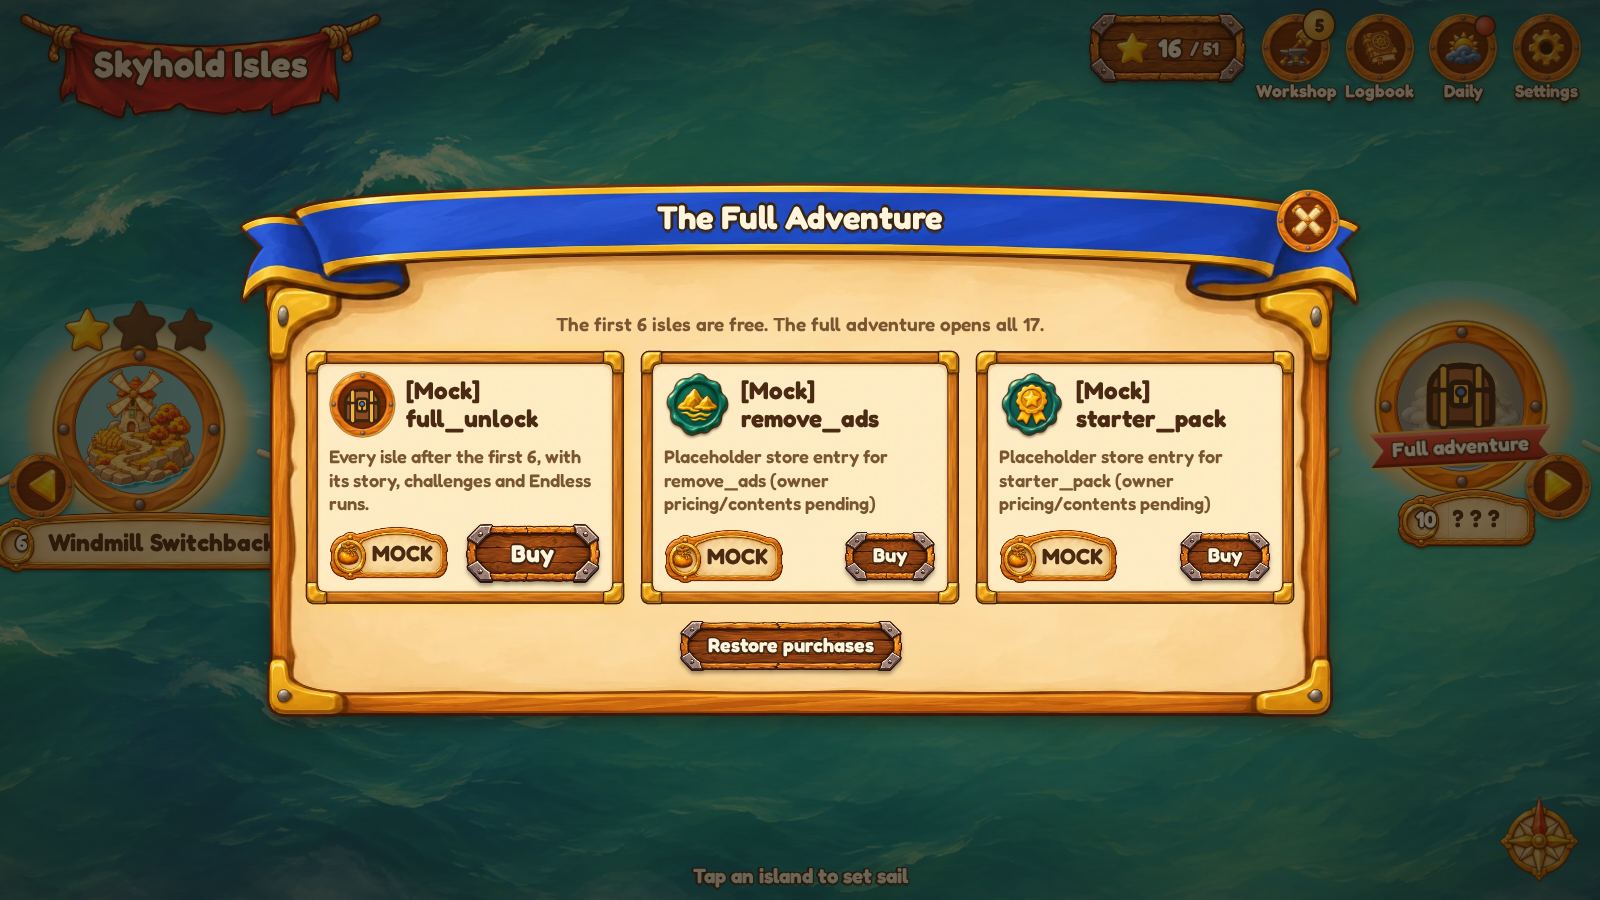 Skyhold Isles
16 / 51
5
Workshop
Logbook
Daily
Settings
The Full Adventure
The first 6 isles are free. The full adventure opens all 17.
[Mock]
full_unlock
Every isle after the first 6, with
its story, challenges and Endless
runs.
MOCK
Buy
[Mock]
remove_ads
Placeholder store entry for
remove_ads (owner
pricing/contents pending)
MOCK
Buy
[Mock]
starter_pack
Placeholder store entry for
starter_pack (owner
pricing/contents pending)
MOCK
Buy
Restore purchases
6 Windmill Switchback
Full adventure
10 ???
Tap an island to set sail